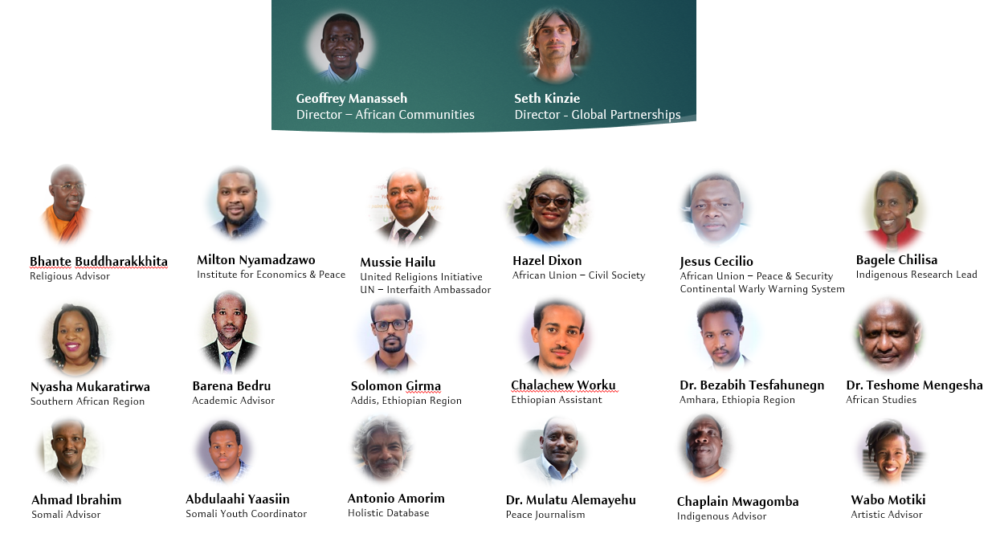 Geoffrey Manasseh
Director – African Communities
Seth Kinzie
Director - Global Partnerships
Bhante Buddharakkhita
Religious Advisor
Milton Nyamadzawo
Institute for Economics & Peace
Mussie Hailu
United Religions Initiative
UN – Interfaith Ambassador
Hazel Dixon
African Union – Civil Society
Jesus Cecilio
African Union – Peace & Security
Continental Warly Warning System
Bagele Chilisa
Indigenous Research Lead
Nyasha Mukaratirwa
Southern African Region
Barena Bedru
Academic Advisor
Solomon Girma
Addis, Ethiopian Region
Chalachew Worku
Ethiopian Assistant
Dr. Bezabih Tesfahunegn
Amhara, Ethiopia Region
Dr. Teshome Mengesha
African Studies
Ahmad Ibrahim
Somali Advisor
Abdulaahi Yaasiin
Somali Youth Coordinator
Antonio Amorim
Holistic Database
Dr. Mulatu Alemayehu
Peace Journalism
Chaplain Mwagomba
Indigenous Advisor
Wabo Motiki
Artistic Advisor